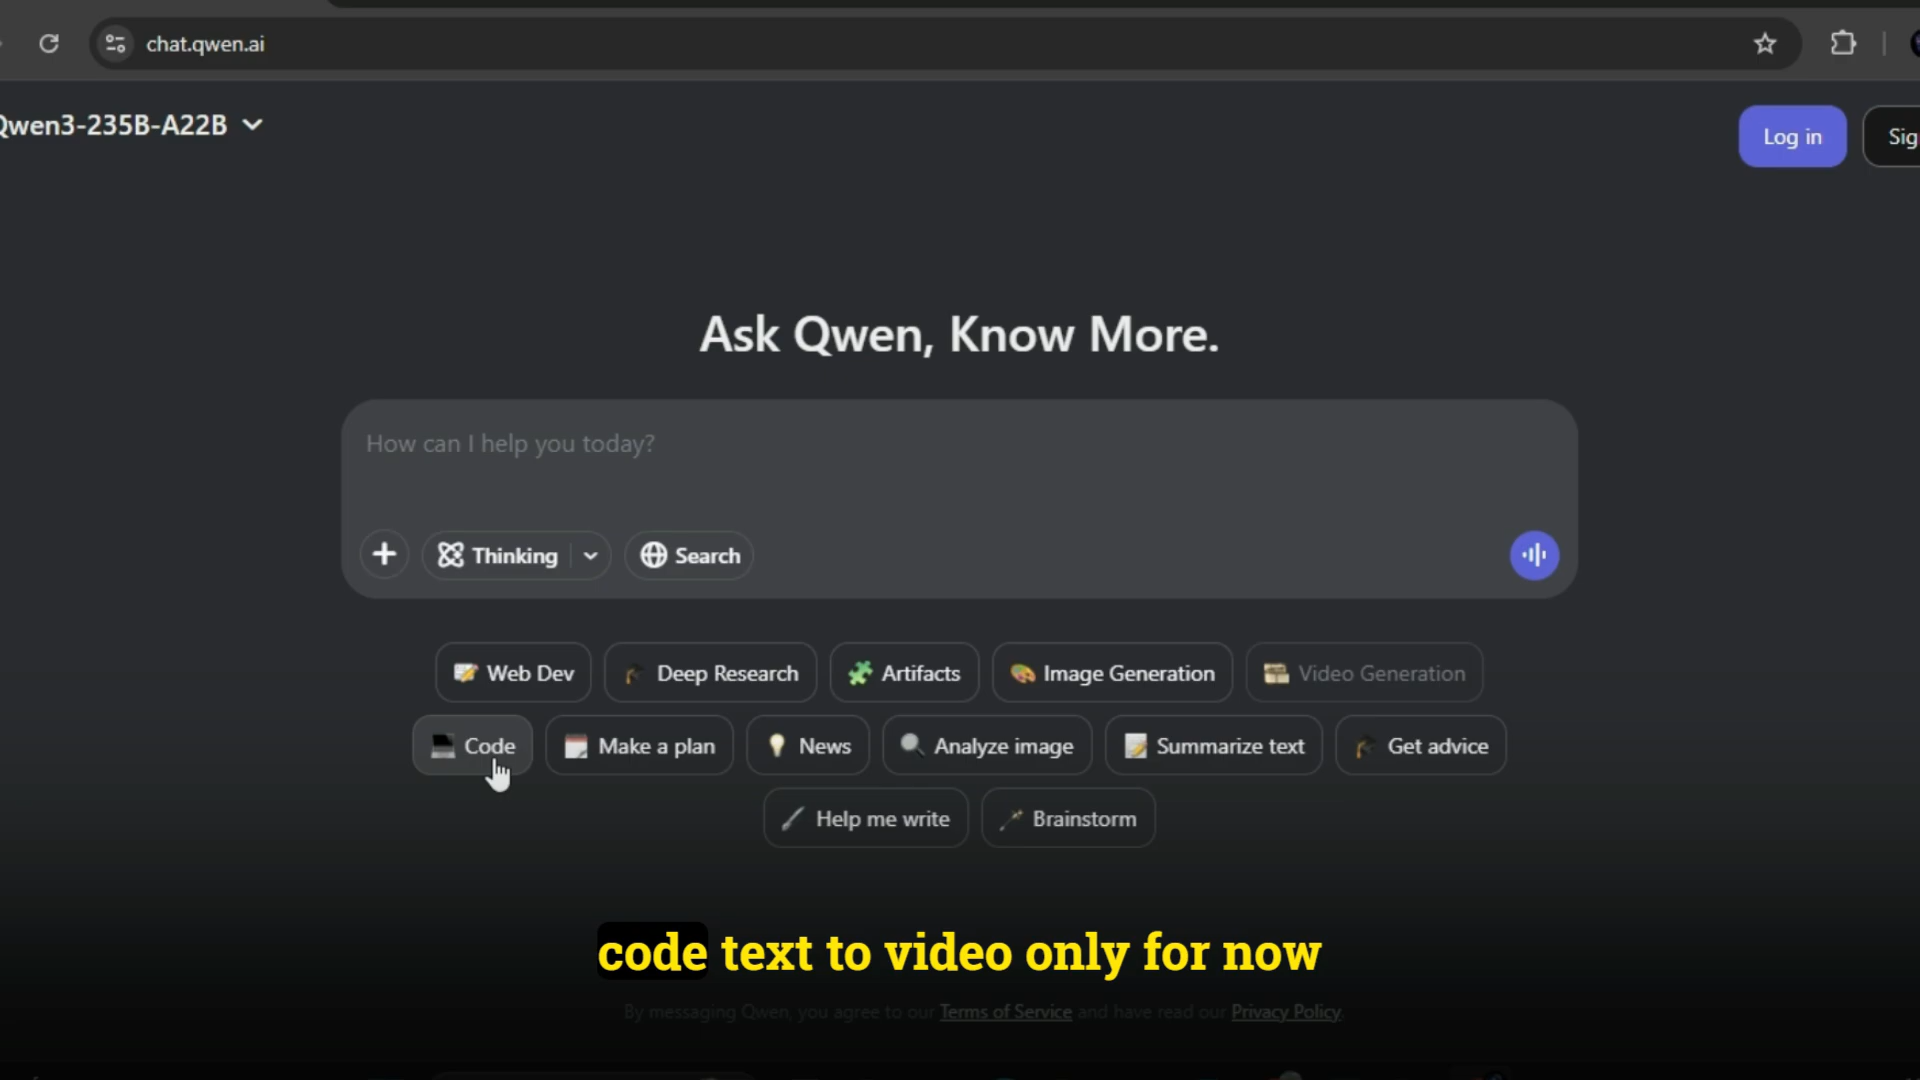 chat.qwen.ai
Qwen3-235B-A22B
Log in
Sig
Ask Qwen, Know More.
How can I help you today?
Thinking
Search
Web Dev
Deep Research
Artifacts
Image Generation
Video Generation
Code
Make a plan
News
Analyze image
Summarize text
Get advice
Help me write
Brainstorm
code text to video only for now
By messaging Qwen, you agree to our Terms of Service and have read our Privacy Policy.